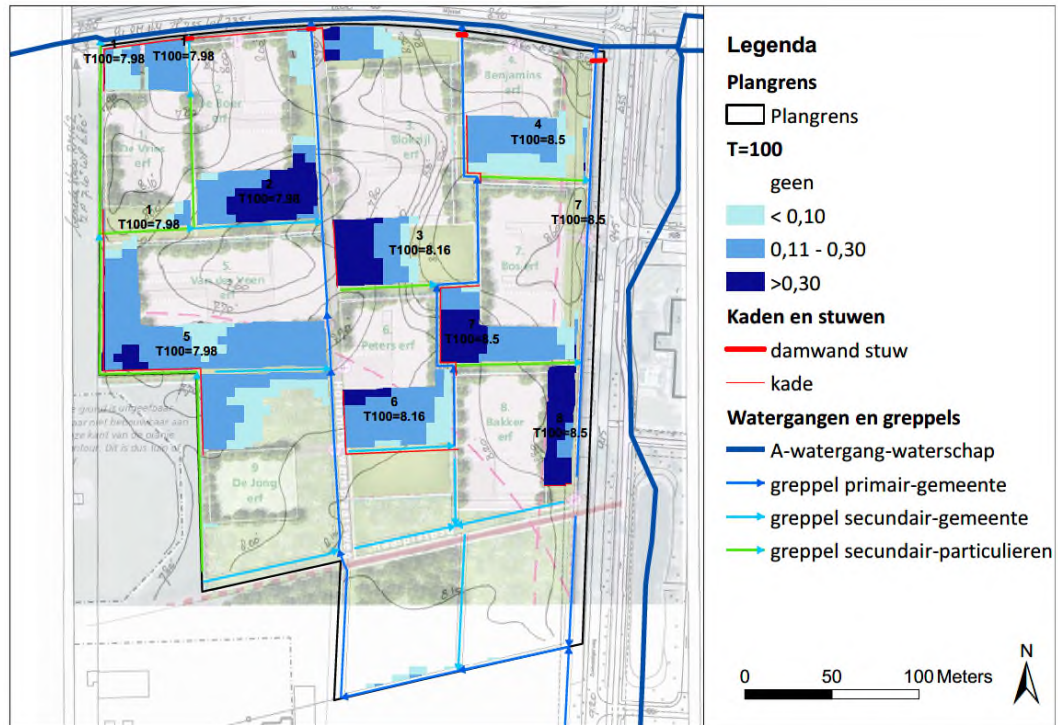 T100=7.98
T100=7.98
4.
Benjamins
erf
2.
De Boer
erf
3.
Blokzijl
erf
4
T100=8.5
1.
De Vries
erf
2
T100=7.98
1
T100=7.98
7
T100=8.5
3
T100=8.16
7.
Bos erf
5.
Van der Veen
erf
6.
Peters erf
7
T100=8.5
5
T100=7.98
6
T100=8.16
8.
Bakker
erf
8
T100=8.5
9
De Jong
erf
8.15
Legenda
Plangrens
Plangrens
T=100
geen
< 0,10
0,11 - 0,30
>0,30
Kaden en stuwen
damwand stuw
kade
Watergangen en greppels
A-watergang-waterschap
greppel primair-gemeente
greppel secundair-gemeente
greppel secundair-particulieren
N
0 50 100 Meters